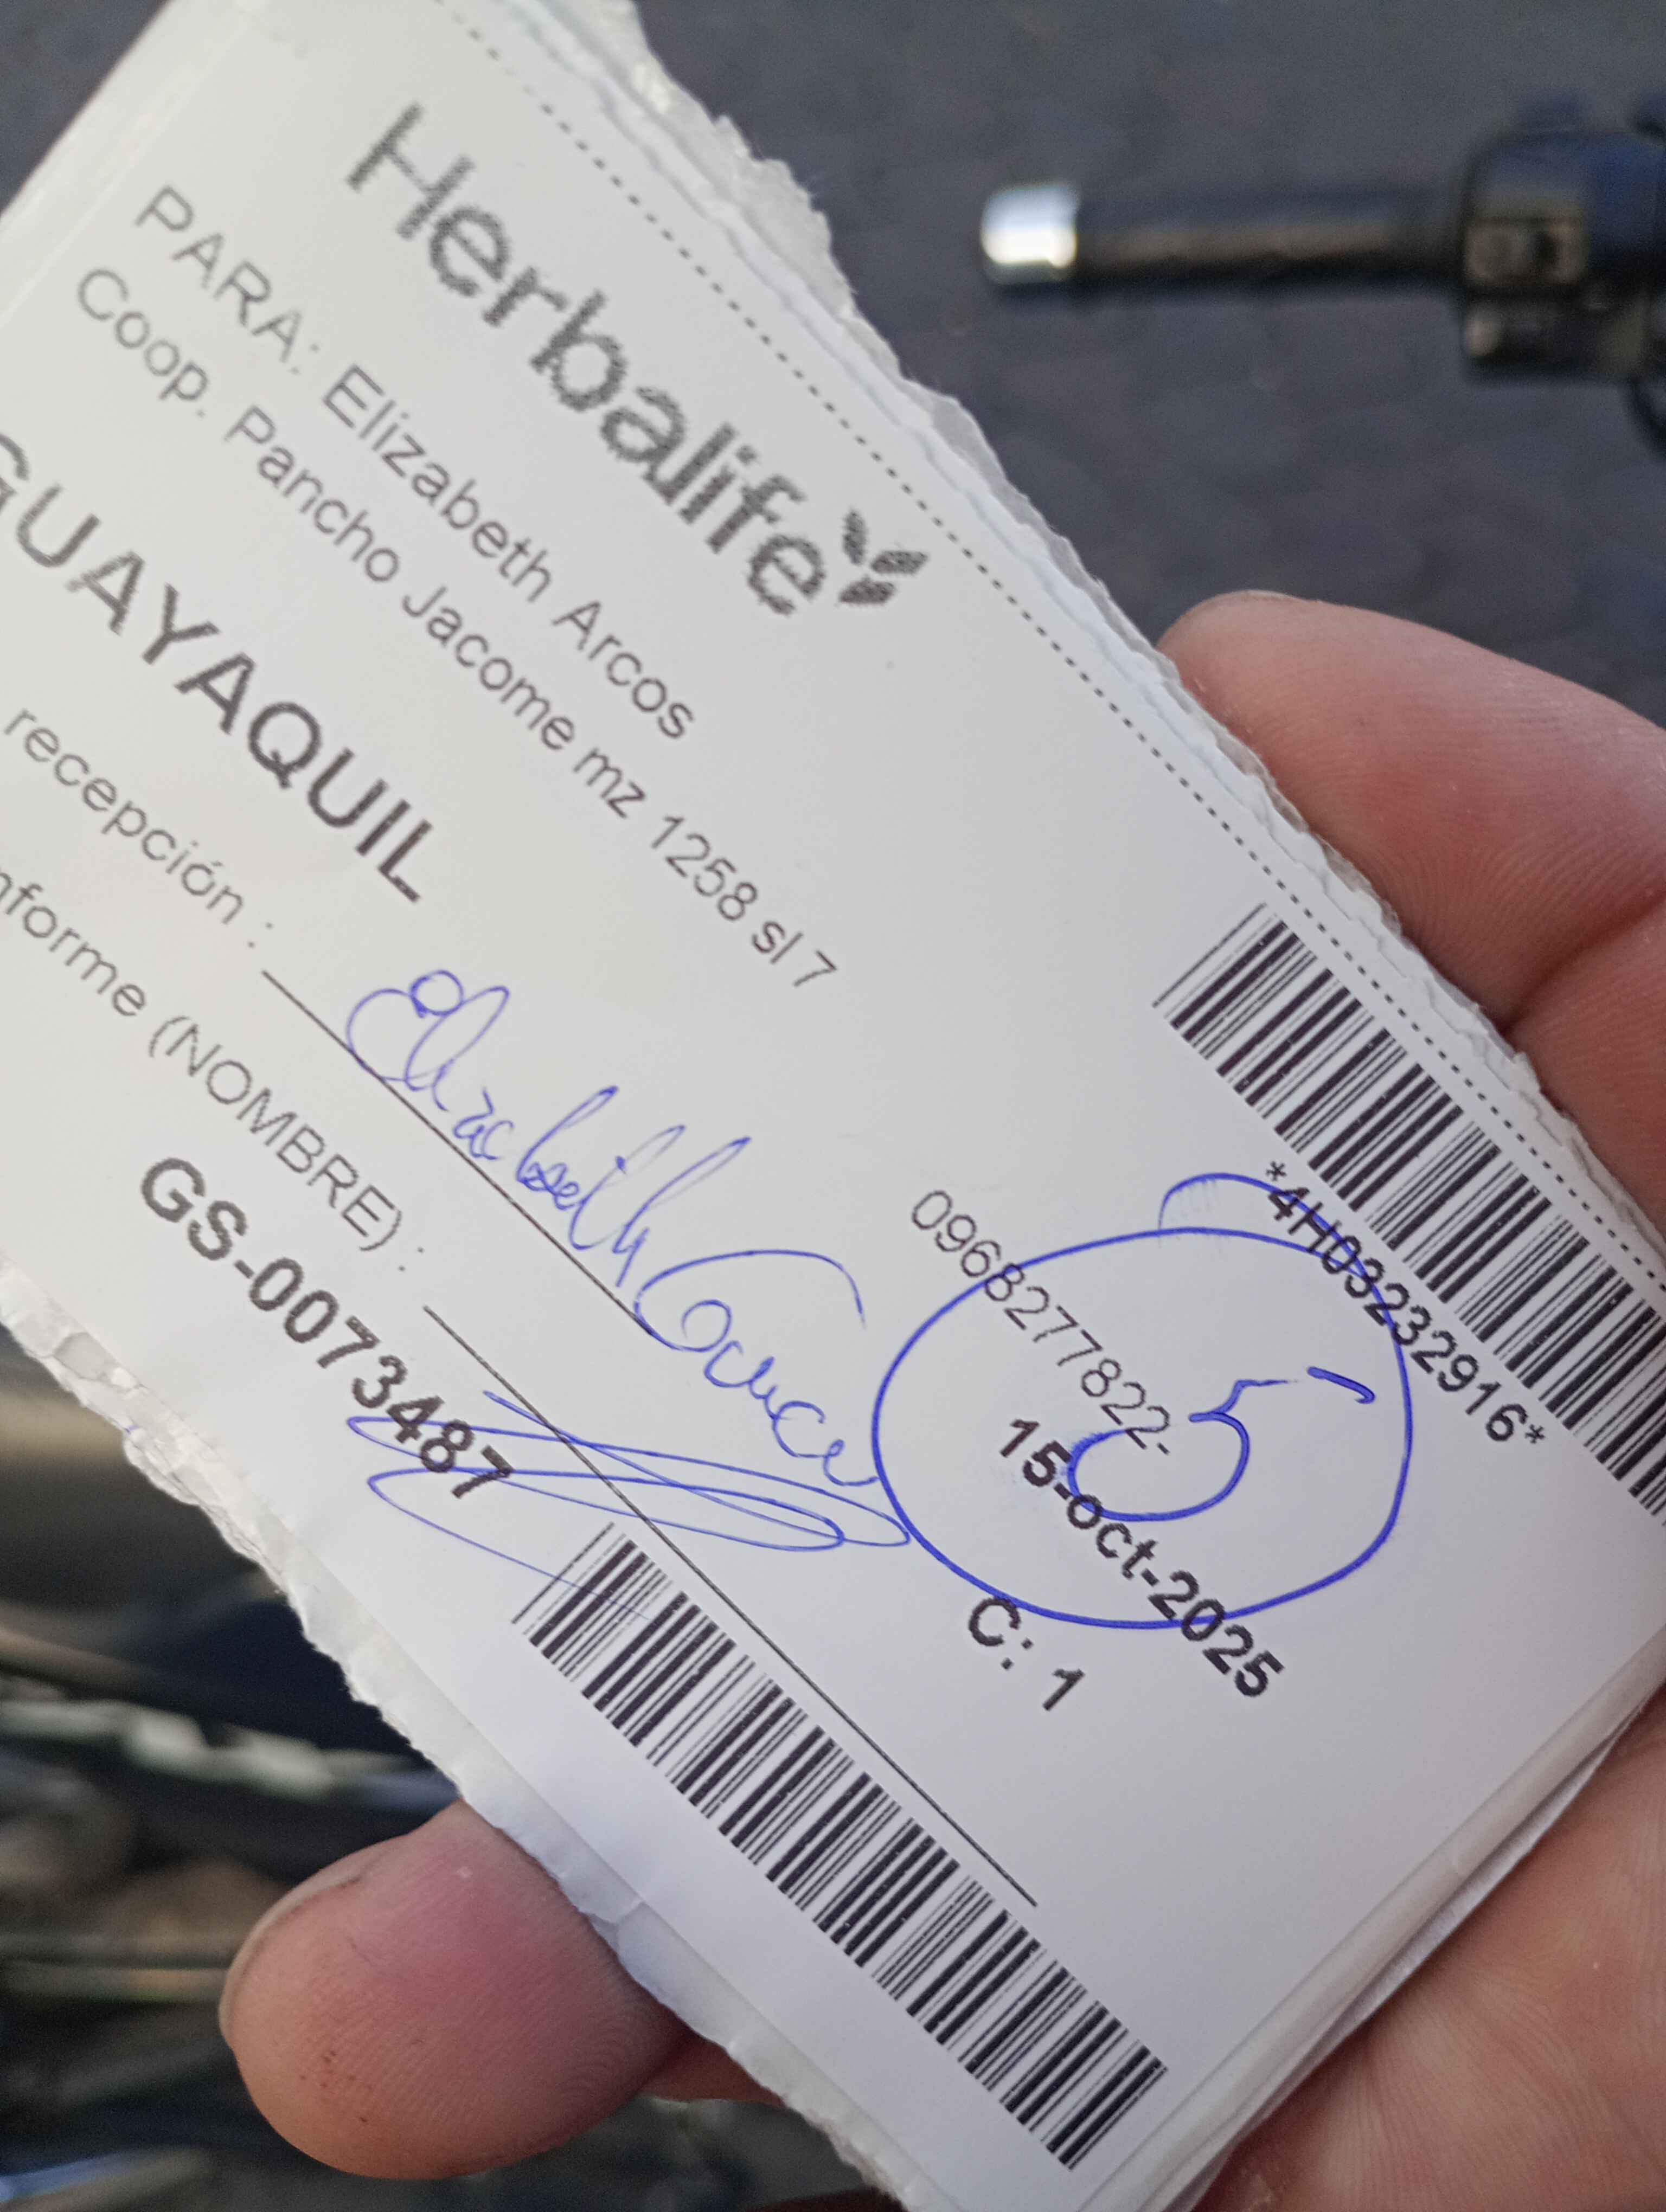 Herbalife
PARA: Elizabeth Arcos
Coop. Pancho Jacome mz 1258 sl 7
GUAYAQUIL
*4H03232916*
0968277822-
5
15-oct-2025
C: 1
recepción :
nforme (NOMBRE) :
GS-0073487